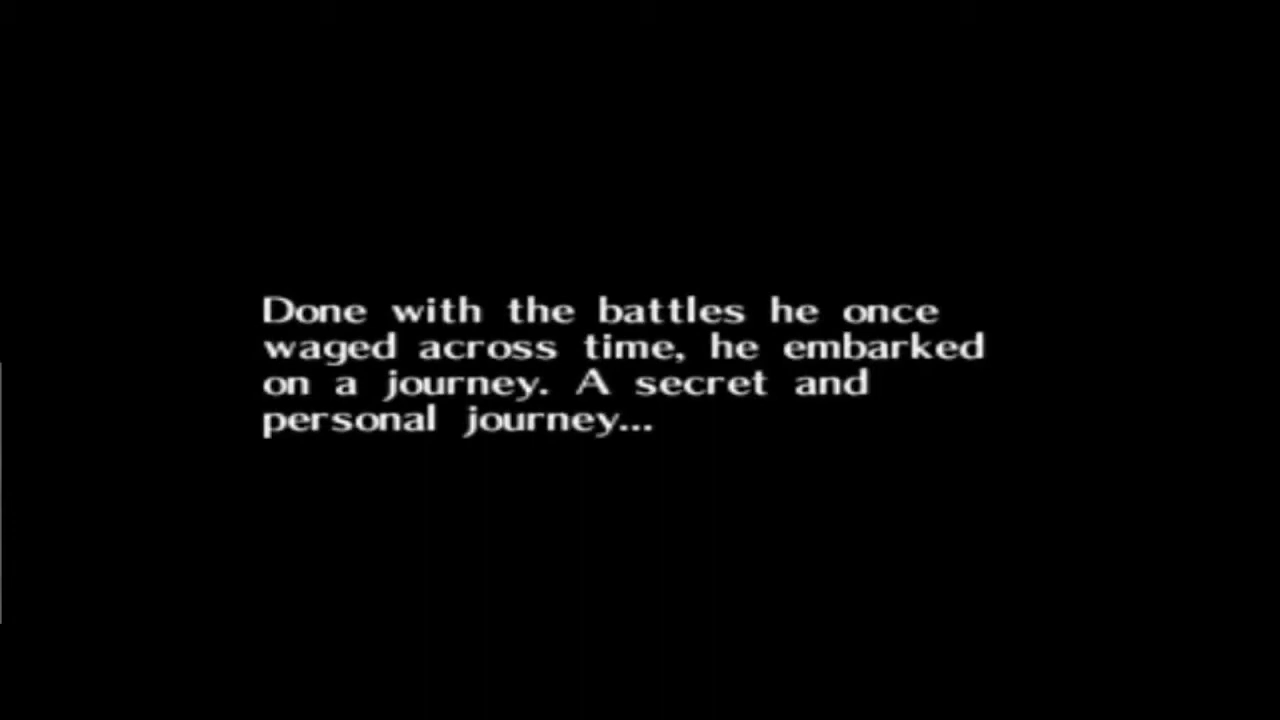 Done with the battles he once
waged across time, he embarked
on a journey. A secret and
personal journey...